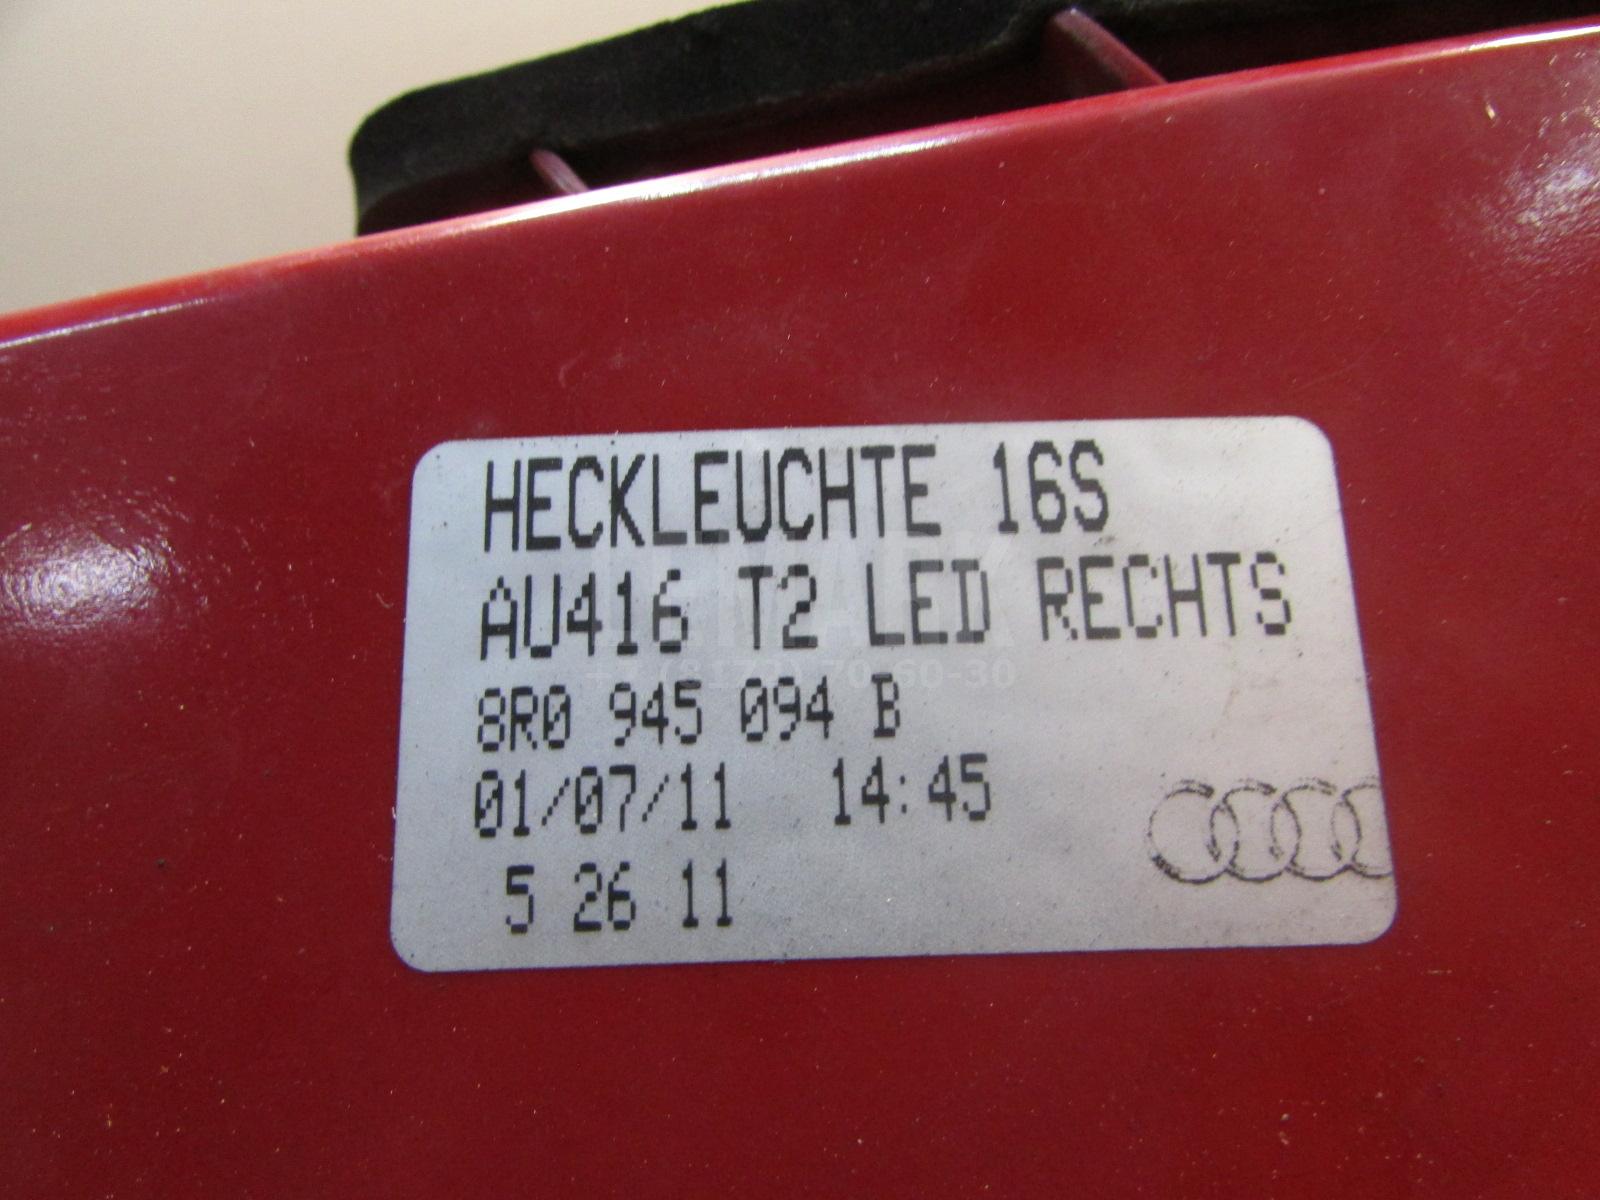 HECKLEUCHTE 16S
AU416 T2 LED RECHTS
8R0 945 094 B
01/07/11 14:45
5 26 11